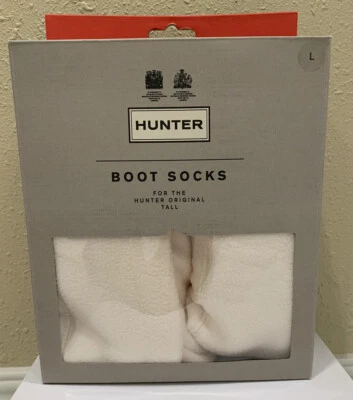 L
HUNTER
BOOT SOCKS
FOR THE
HUNTER ORIGINAL
TALL